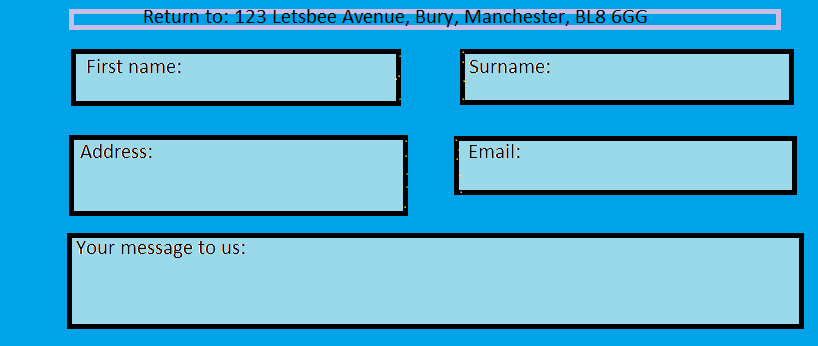 Return to: 123 Letsbee Avenue, Bury, Manchester, BL8 6GG
First name:
Surname:
Address:
Email:
Your message to us: